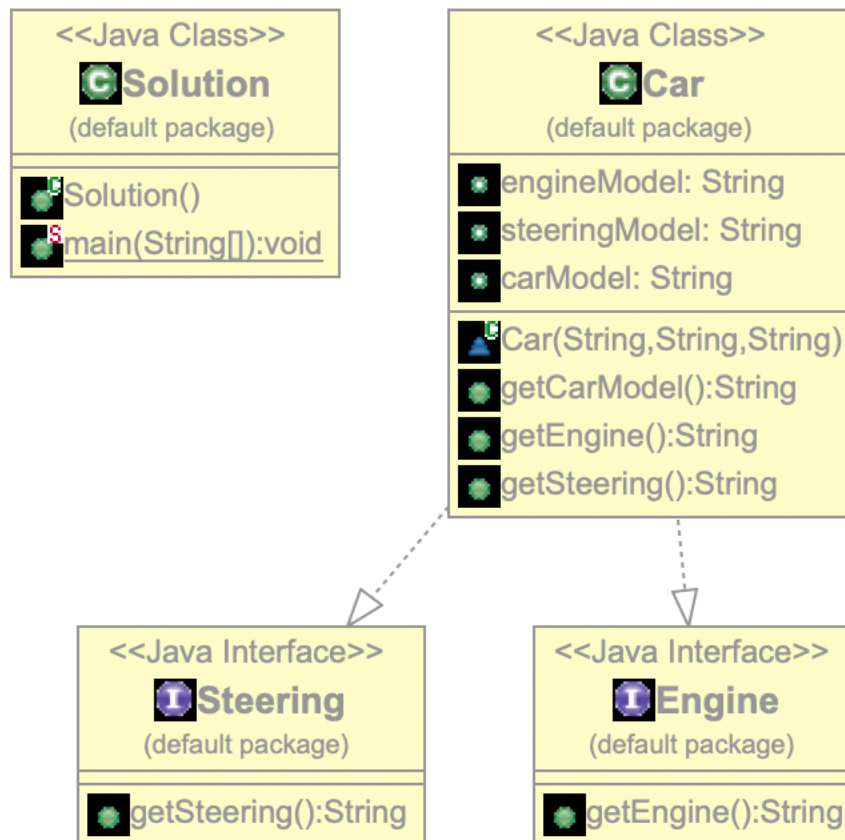 <<Java Class>>
Solution
(default package)
Solution()
main(String[]):void
<<Java Class>>
Car
(default package)
engineModel: String
steeringModel: String
carModel: String
Car(String,String,String)
getCarModel():String
getEngine():String
getSteering():String
<<Java Interface>>
Steering
(default package)
getSteering():String
<<Java Interface>>
Engine
(default package)
getEngine():String